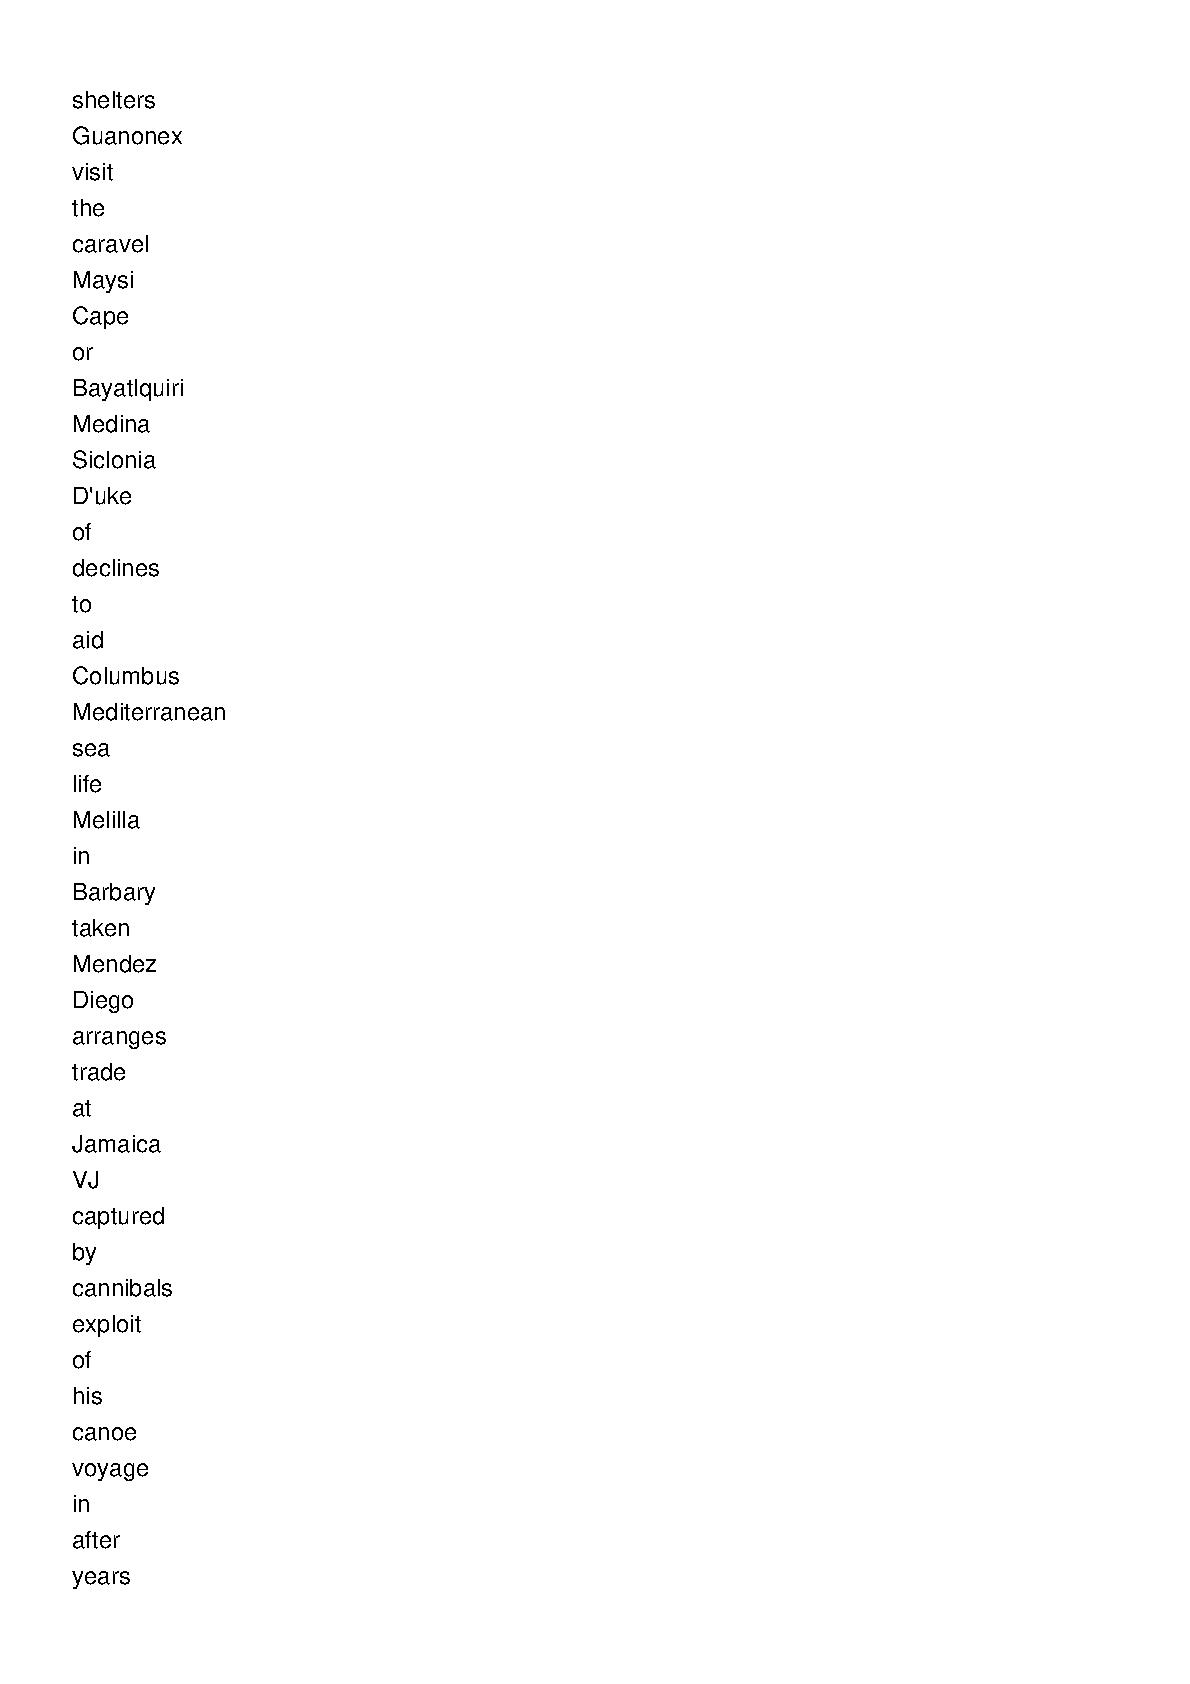 shelters
Guanonex
visit
the
caravel
Maysi
Cape
or
Bayatlquiri
Medina
Siclonia
D'uke
of
declines
to
aid
Columbus
Mediterranean
sea
life
Melilla
in
Barbary
taken
Mendez
Diego
arranges
trade
at
Jamaica
VJ
captured
by
cannibals
exploit
of
his
canoe
voyage
in
after
years